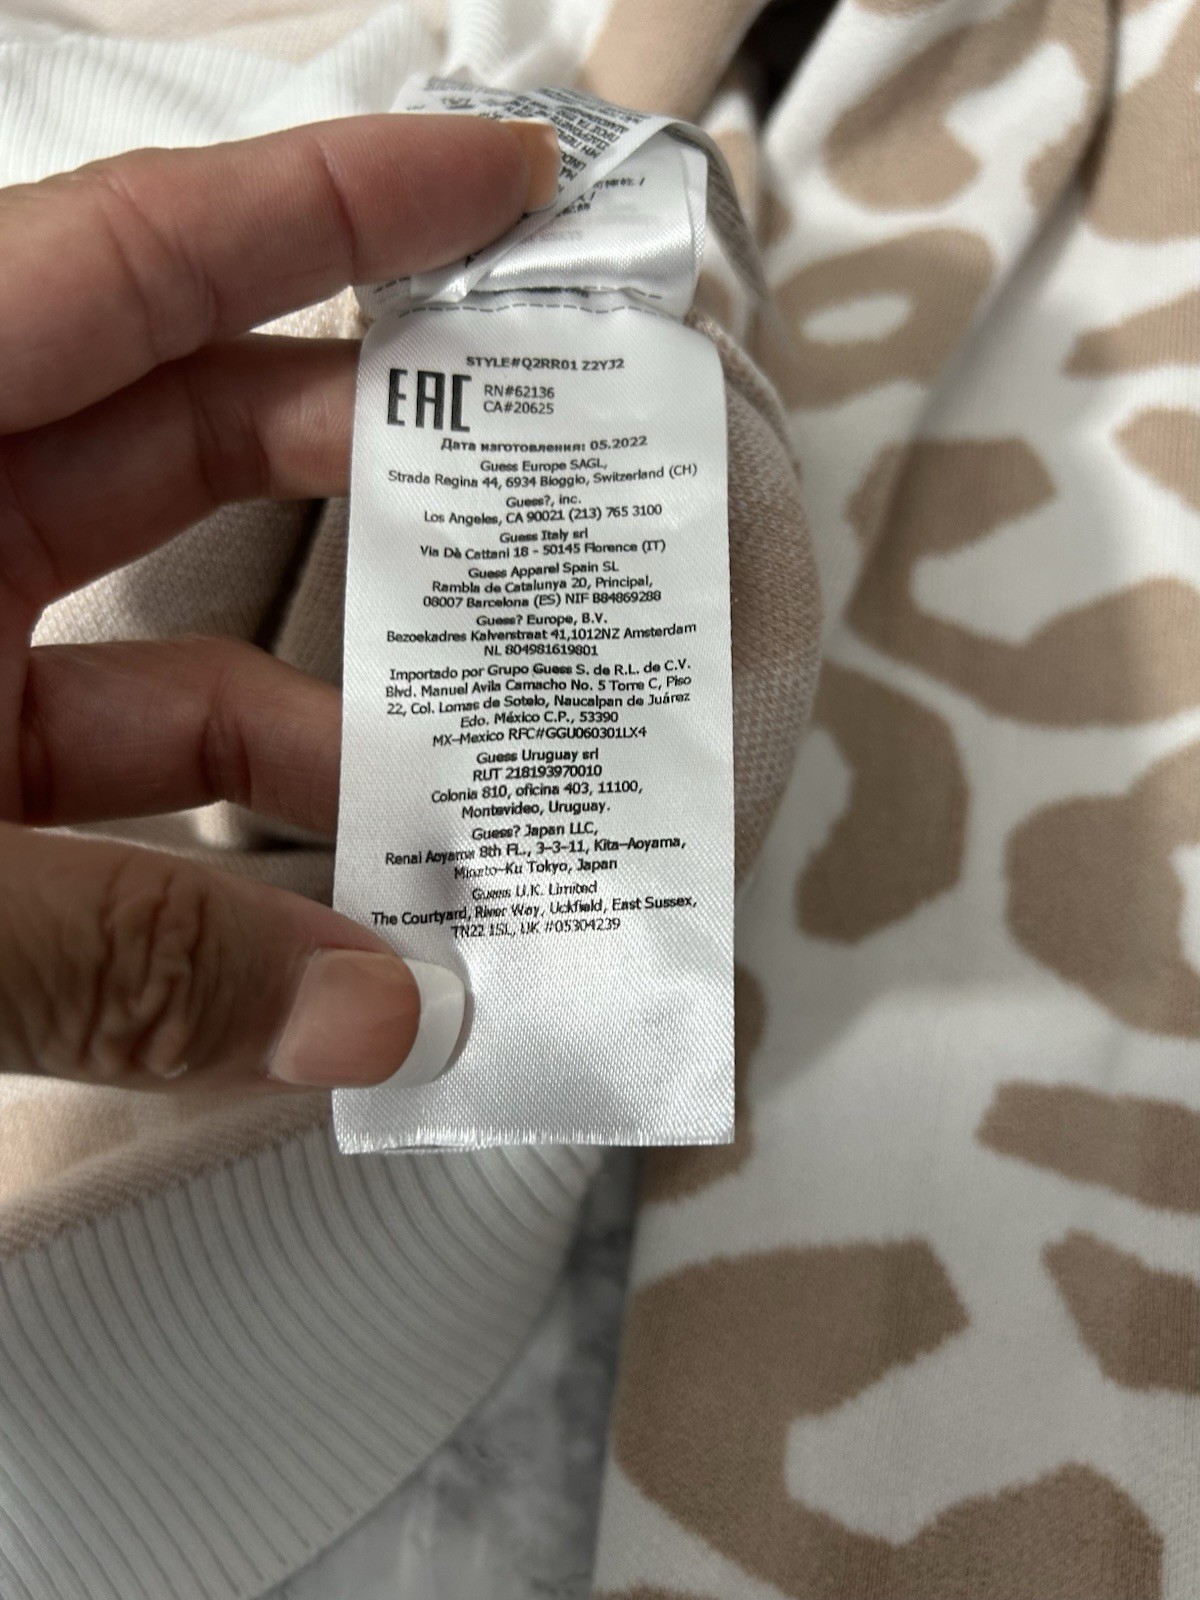 STYLE#Q2RR01 Z2YJ2
EAC
RN#62136
CA#20625
Дата изготовления: 05.2022
Guess Europe SAGL,
Strada Regina 44, 6934 Bioggio, Switzerland (CH)
Guess?, inc.
Los Angeles, CA 90021 (213) 765 3100
Guess Italy srl
Via Dè Cattani 18 - 50145 Florence (IT)
Guess Apparel Spain SL
Rambla de Catalunya 20, Principal,
08007 Barcelona (ES) NIF B84869288
Guess? Europe, B.V.
Bezoekadres Kalverstraat 41,1012NZ Amsterdam
NL 804981619B01
Importado por Grupo Guess S. de R.L. de C.V.
Blvd. Manuel Avila Camacho No. 5 Torre C, Piso
22, Col. Lomas de Sotelo, Naucalpan de Juárez
Edo. México C.P., 53390
MX-Mexico RFC#GGU060301LX4
Guess Uruguay srl
RUT 218193970010
Colonia 810, oficina 403, 11100,
Montevideo, Uruguay.
Guess? Japan LLC,
Renai Aoyama 8th FL., 3-3-11, Kita-Aoyama,
Minato-Ku Tokyo, Japan
Guess U.K. Limited
The Courtyard, River Way, Uckfield, East Sussex,
TN22 1SL, UK #05304239